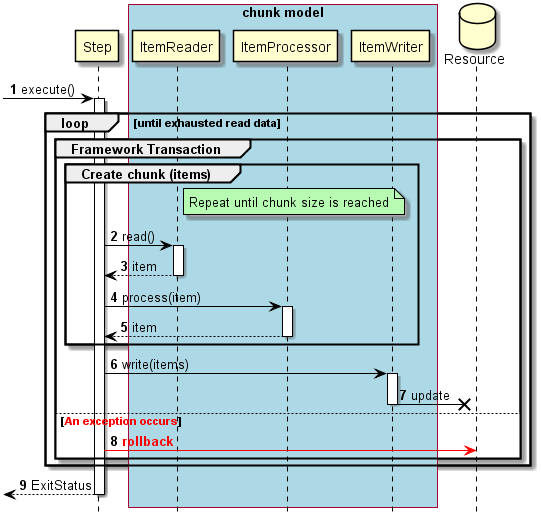 chunk model
Step
ItemReader
ItemProcessor
ItemWriter
Resource
1 execute()
loop [until exhausted read data]
Framework Transaction
Create chunk (items)
Repeat until chunk size is reached
2 read()
3 item
4 process(item)
5 item
6 write(items)
7 update
[An exception occurs]
8 rollback
9 ExitStatus